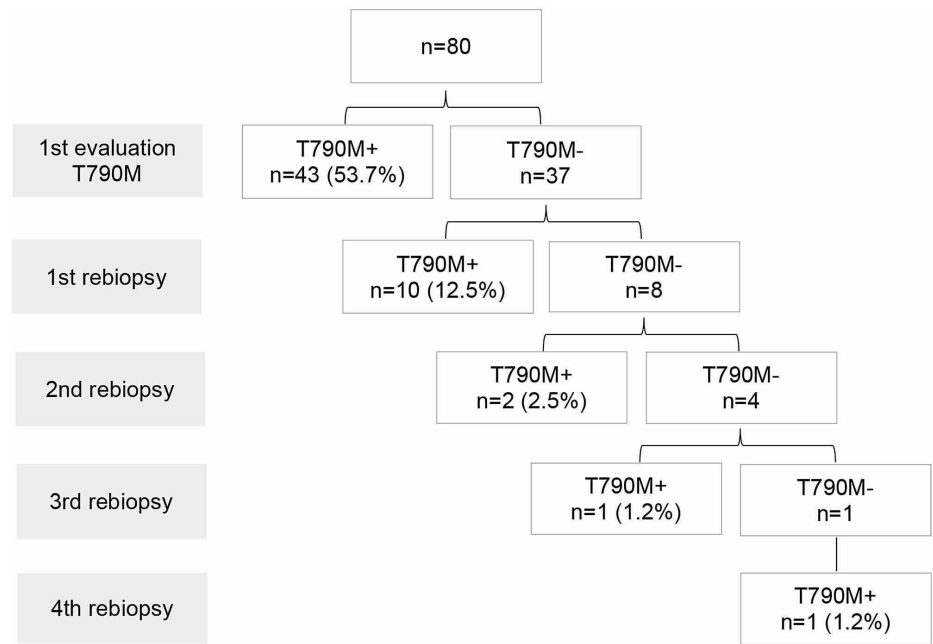 n=80
1st evaluation
T790M
T790M+
n=43 (53.7%)
T790M-
n=37
1st rebiopsy
T790M+
n=10 (12.5%)
T790M-
n=8
2nd rebiopsy
T790M+
n=2 (2.5%)
T790M-
n=4
3rd rebiopsy
T790M+
n=1 (1.2%)
T790M-
n=1
4th rebiopsy
T790M+
n=1 (1.2%)